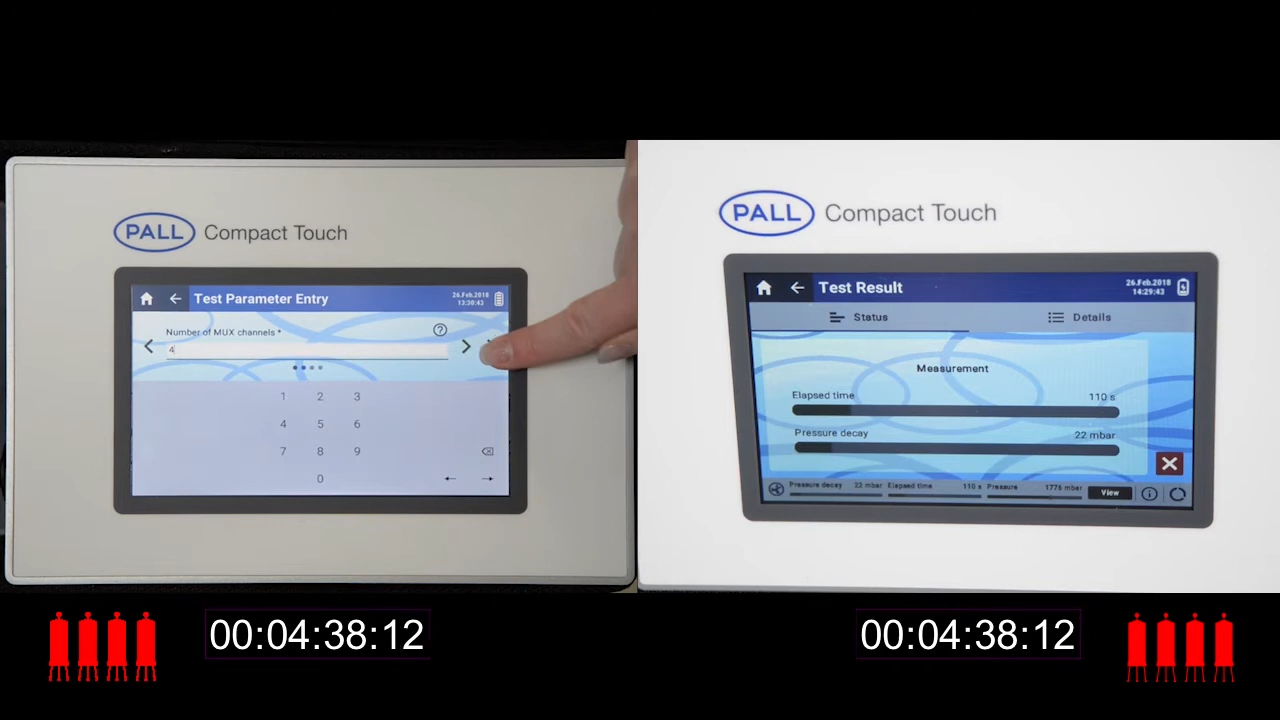 PALL Compact Touch
Test Parameter Entry
26.Feb.2018
13:30:43
Number of MUX channels *
4
1 2 3
4 5 6
7 8 9
0
00:04:38:12
PALL Compact Touch
Test Result
26.Feb.2018
14:29:43
Status Details
Measurement
Elapsed time 110 s
Pressure decay 22 mbar
Pressure decay 22 mbar Elapsed time 110 s Pressure 1776 mbar View
00:04:38:12